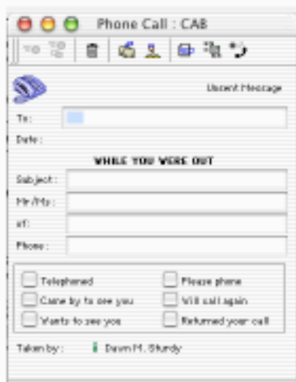 Phone Call : CAB
Unsent Message
To:
Date:
WHILE YOU WERE OUT
Subject:
Mr/Ms:
of:
Phone:
Telephoned
Please phone
Came by to see you
Will call again
Wants to see you
Returned your call
Taken by: Dawn M. Sturdy